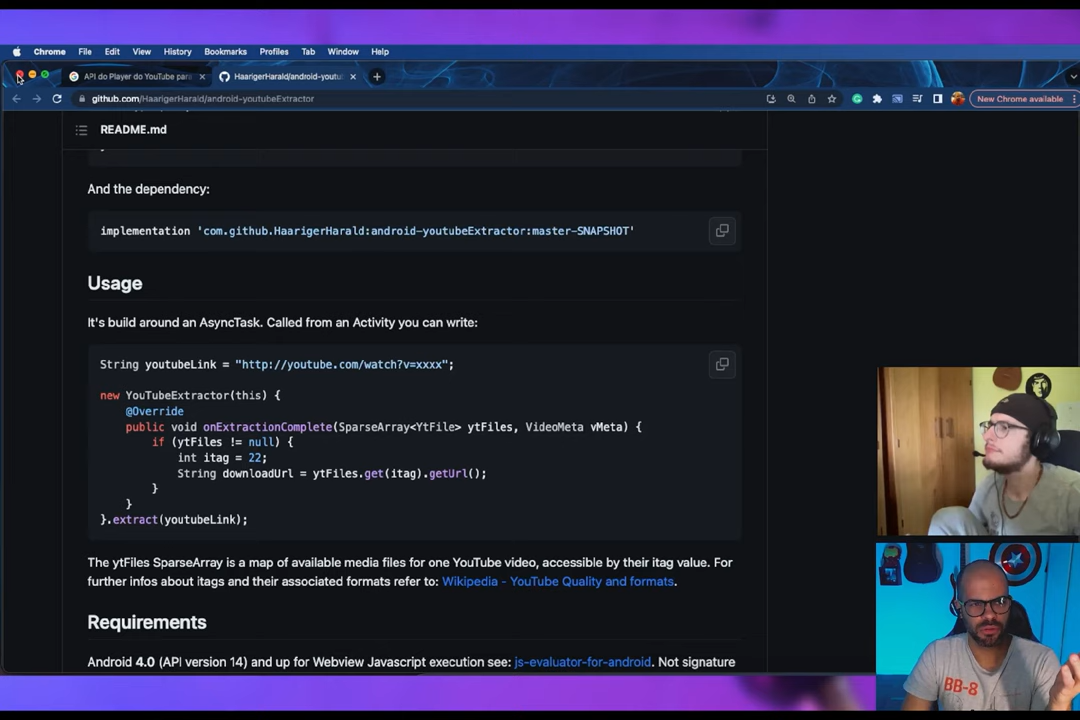 Chrome File Edit View History Bookmarks Profiles Tab Window Help
API do Player do YouTube para
HaarigerHarald/android-youtu
github.com/HaarigerHarald/android-youtubeExtractor
New Chrome available
README.md
And the dependency:
implementation 'com.github.HaarigerHarald:android-youtubeExtractor:master-SNAPSHOT'
Usage
It's build around an AsyncTask. Called from an Activity you can write:
String youtubeLink = "http://youtube.com/watch?v=xxxx";
new YouTubeExtractor(this) {
@Override
public void onExtractionComplete(SparseArray<YtFile> ytFiles, VideoMeta vMeta) {
if (ytFiles != null) {
int itag = 22;
String downloadUrl = ytFiles.get(itag).getUrl();
}
}
}.extract(youtubeLink);
The ytFiles SparseArray is a map of available media files for one YouTube video, accessible by their itag value. For
further infos about itags and their associated formats refer to: Wikipedia - YouTube Quality and formats.
Requirements
Android 4.0 (API version 14) and up for Webview Javascript execution see: js-evaluator-for-android. Not signature
BB-8